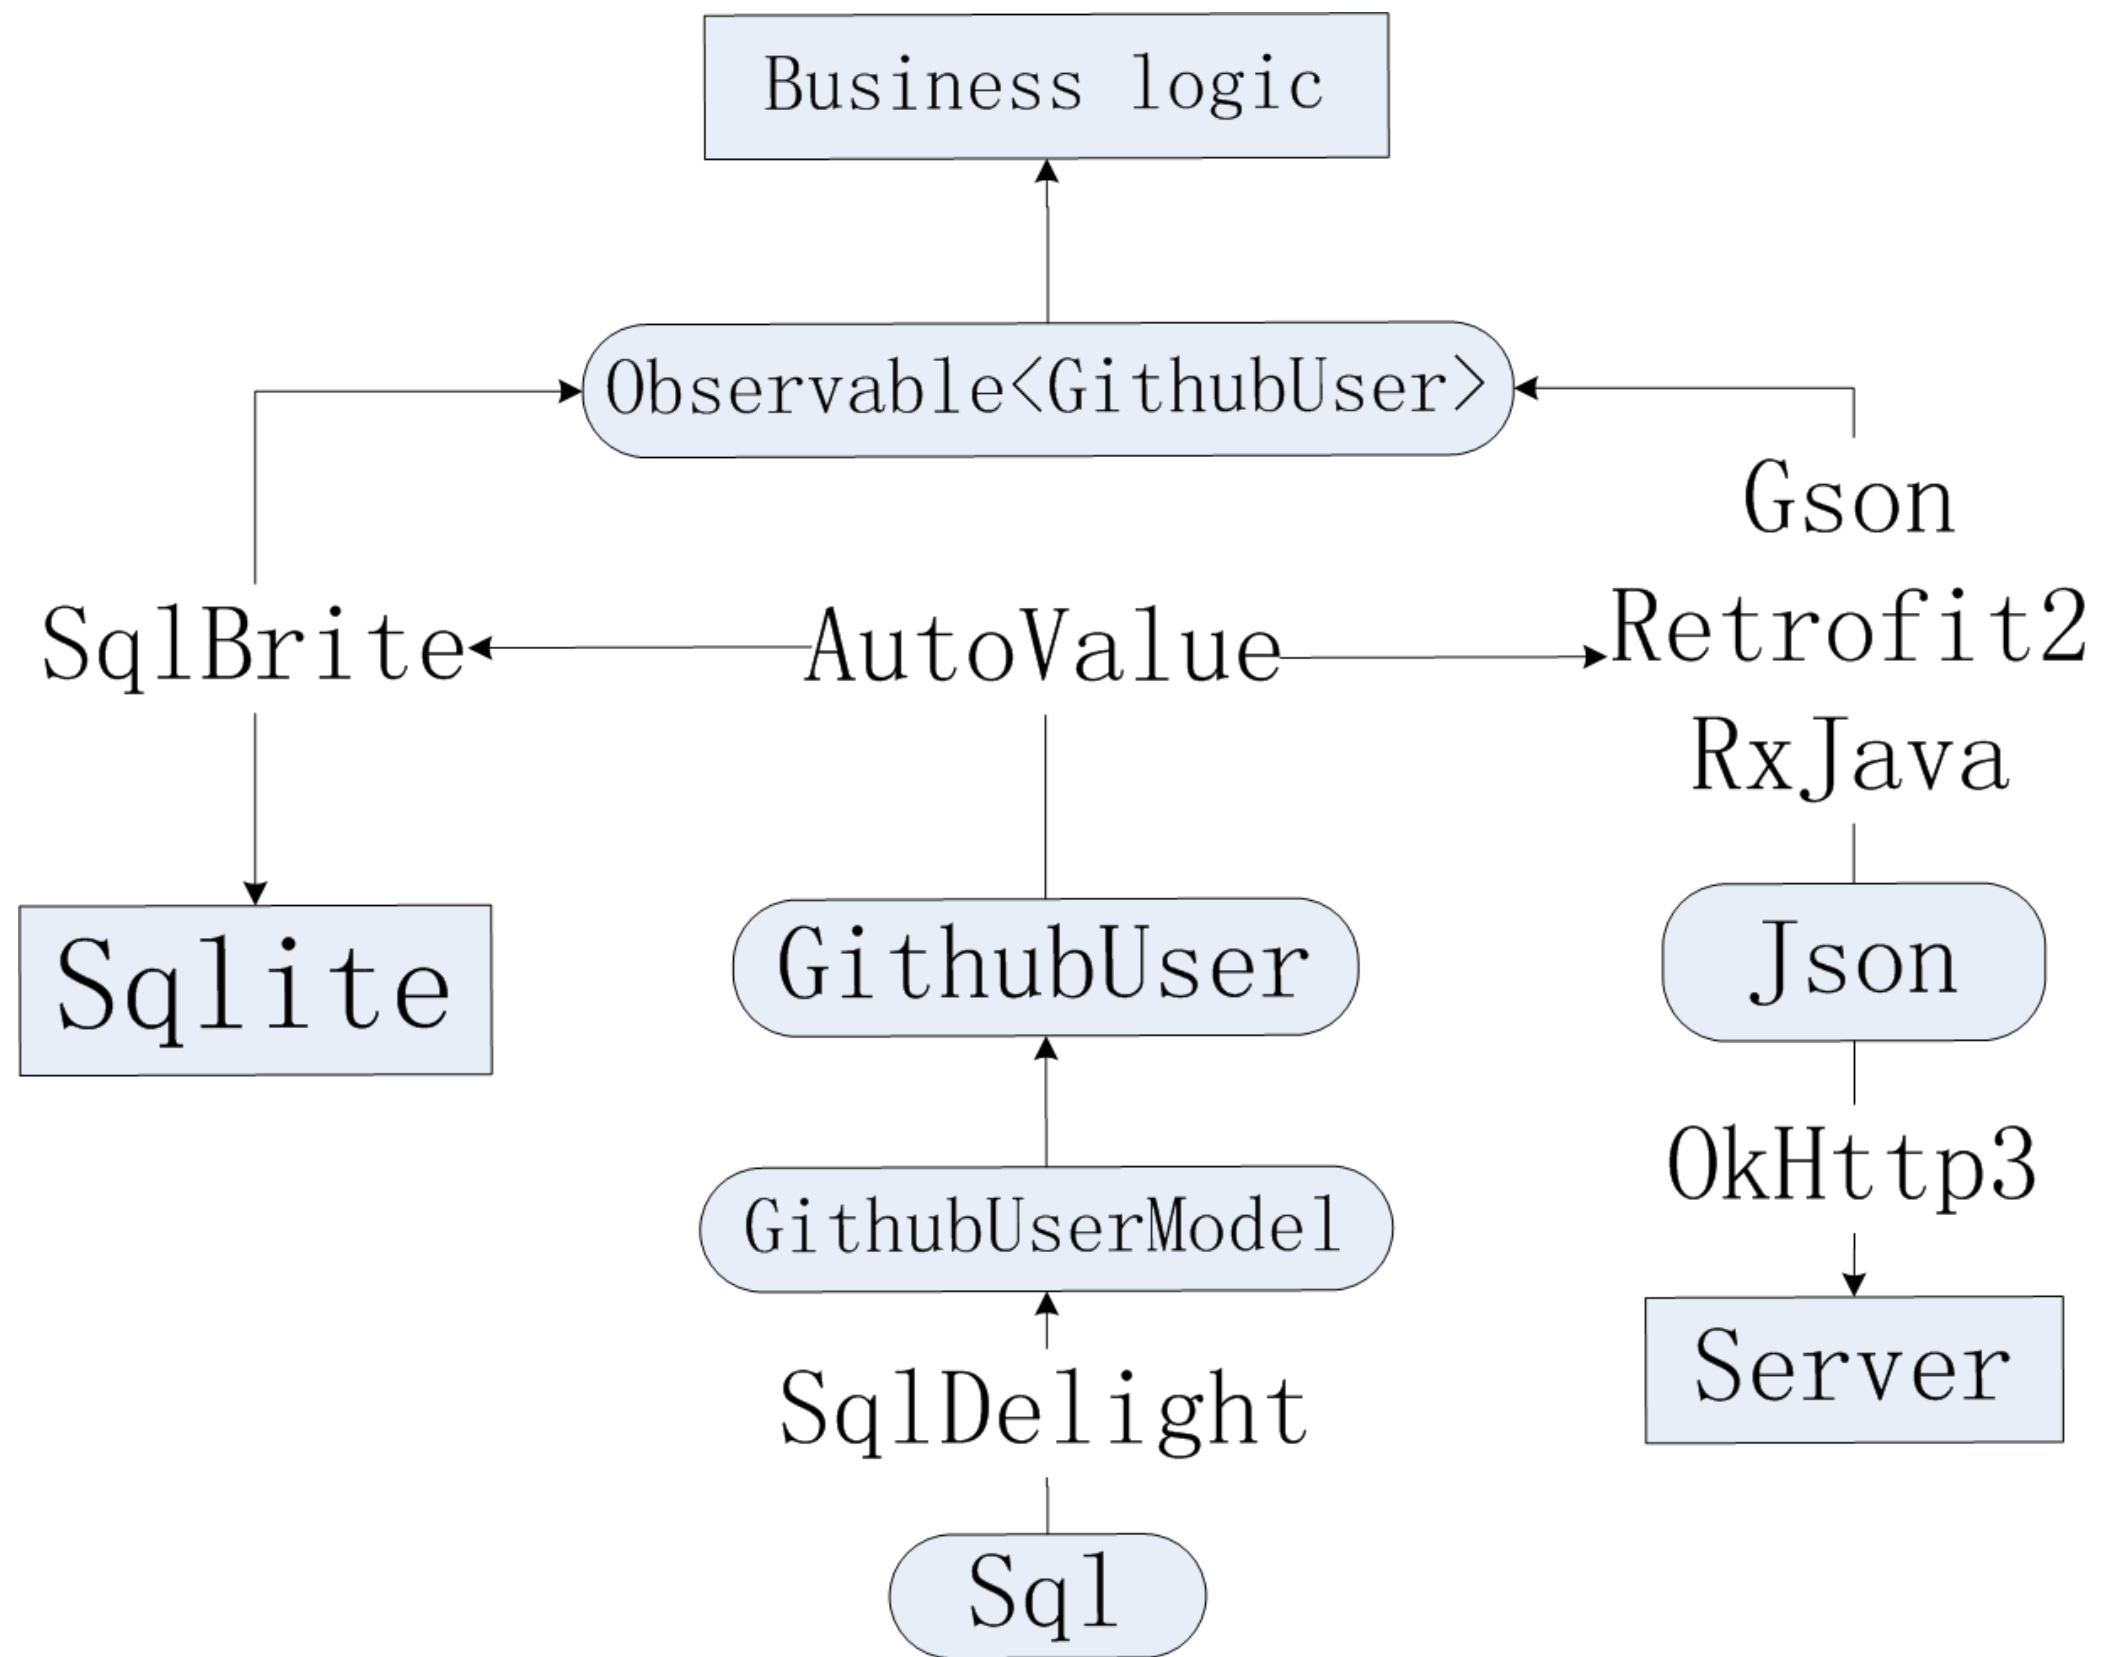 Business logic
Observable<GithubUser>
Gson
SqlBrite
AutoValue
Retrofit2
RxJava
Sqlite
GithubUser
Json
OkHttp3
GithubUserModel
Server
SqlDelight
Sql